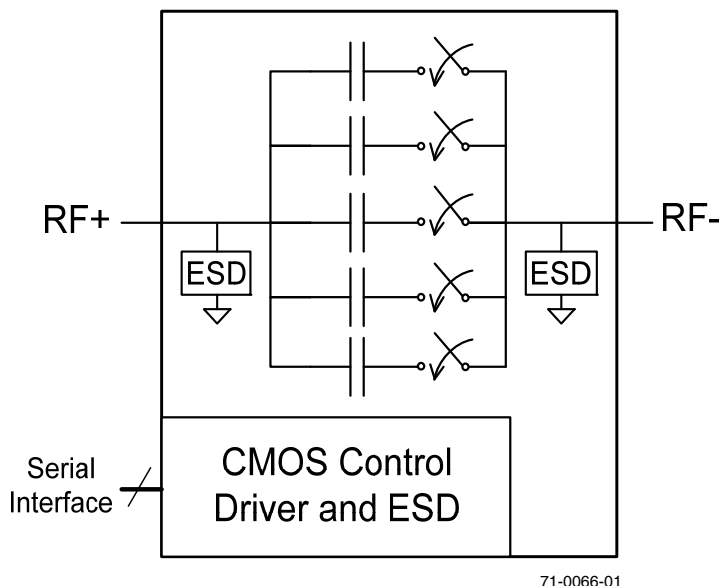 RF+
RF-
ESD
ESD
CMOS Control
Driver and ESD
Serial
Interface
71-0066-01